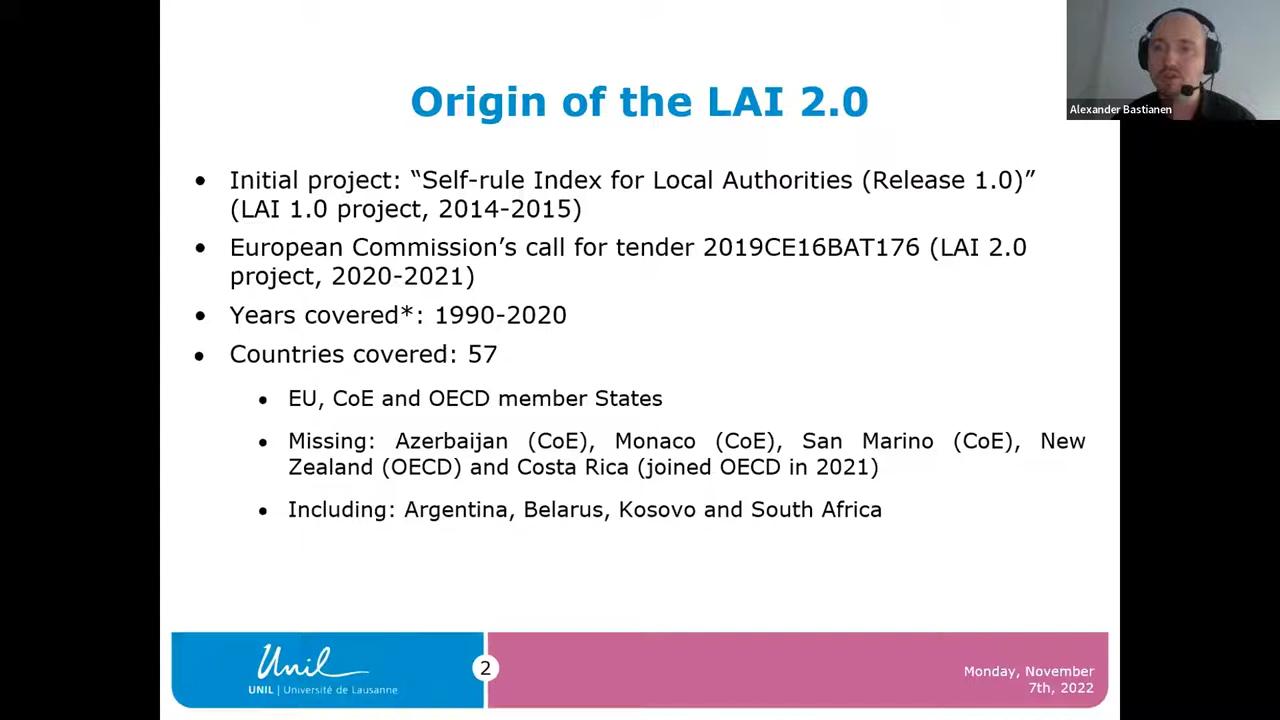 Origin of the LAI 2.0
Alexander Bastianen
• Initial project: “Self-rule Index for Local Authorities (Release 1.0)”
(LAI 1.0 project, 2014-2015)
• European Commission’s call for tender 2019CE16BAT176 (LAI 2.0
project, 2020-2021)
• Years covered*: 1990-2020
• Countries covered: 57
• EU, CoE and OECD member States
• Missing: Azerbaijan (CoE), Monaco (CoE), San Marino (CoE), New
Zealand (OECD) and Costa Rica (joined OECD in 2021)
• Including: Argentina, Belarus, Kosovo and South Africa
Unil
UNIL | Université de Lausanne
2
Monday, November
7th, 2022